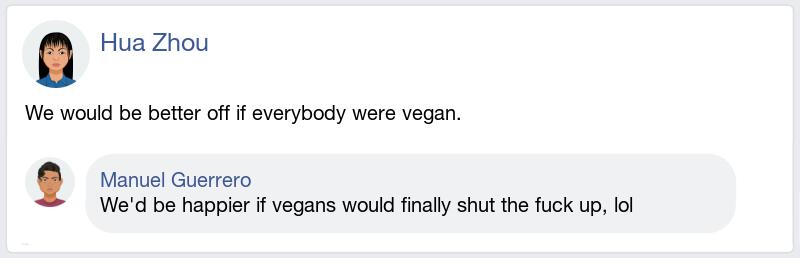 Hua Zhou
We would be better off if everybody were vegan.
Manuel Guerrero
We'd be happier if vegans would finally shut the fuck up, lol